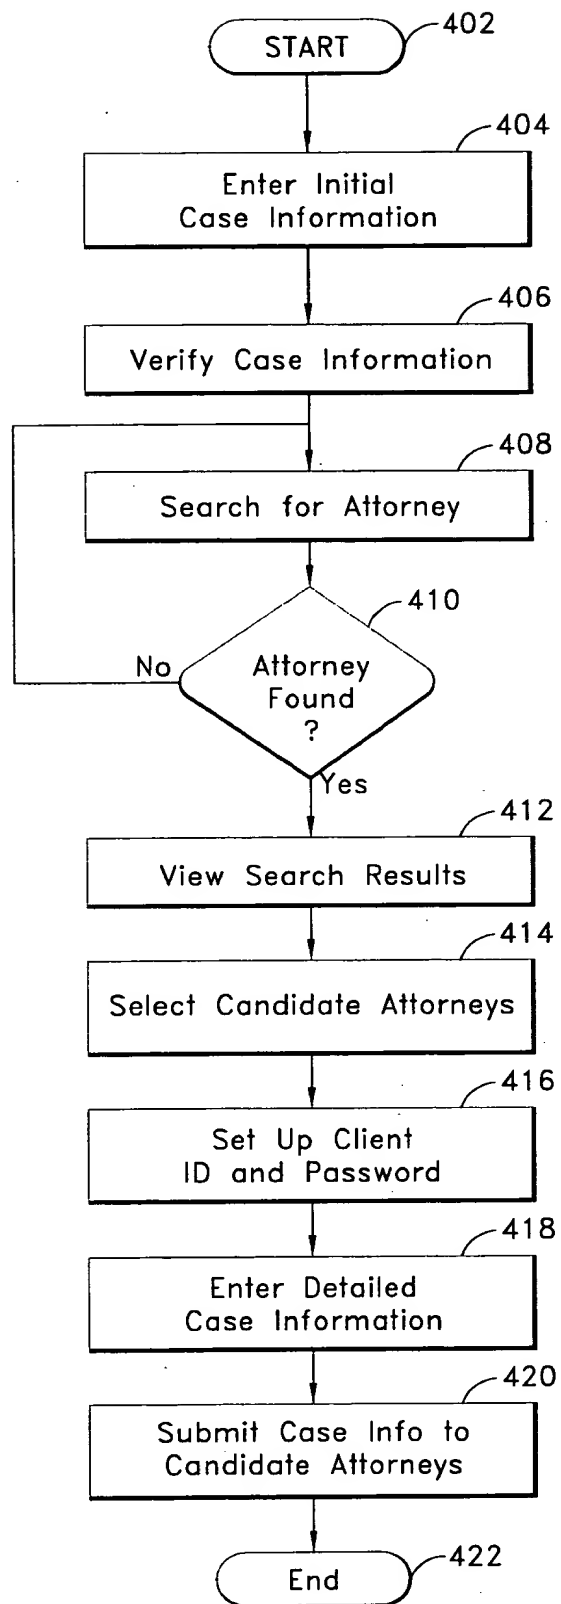 402
START
404
Enter Initial
Case Information
406
Verify Case Information
408
Search for Attorney
410
Attorney
Found
?
No
Yes
412
View Search Results
414
Select Candidate Attorneys
416
Set Up Client
ID and Password
418
Enter Detailed
Case Information
420
Submit Case Info to
Candidate Attorneys
422
End